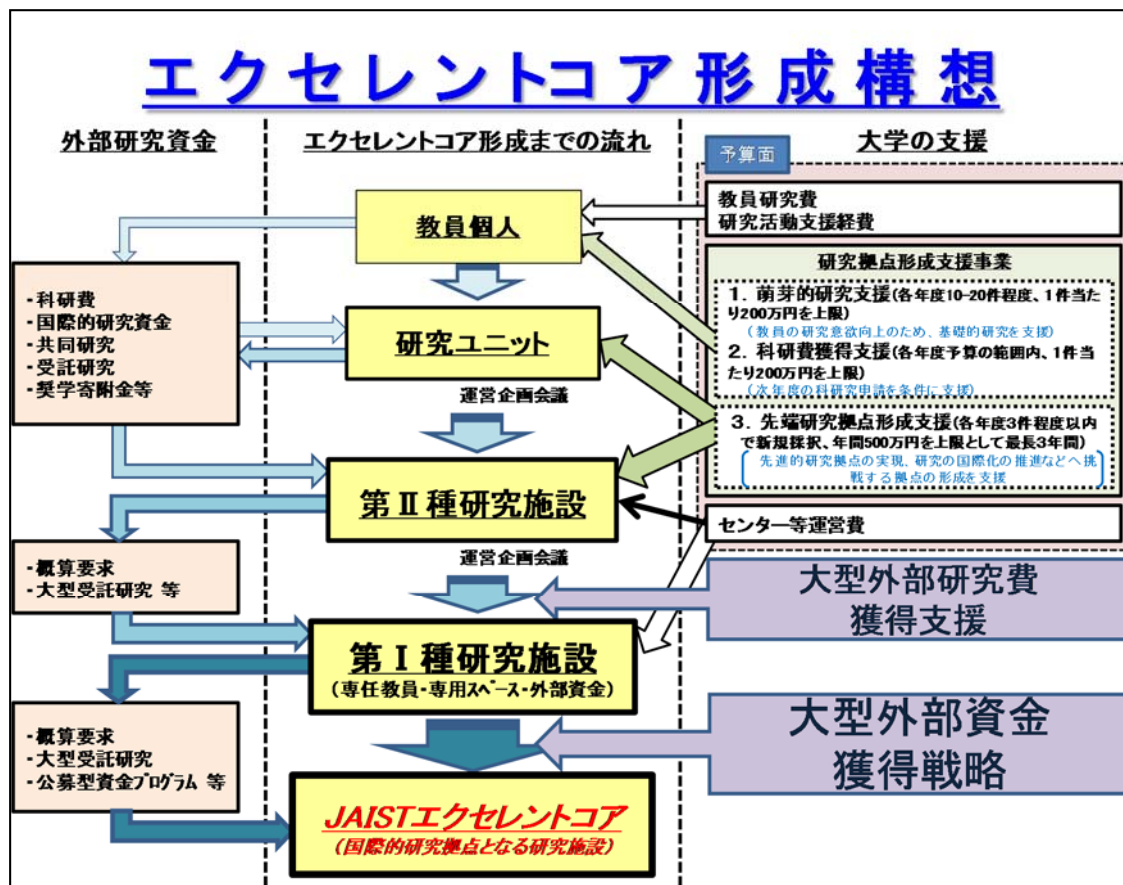 エクセレントコア形成構想
外部研究資金
エクセレントコア形成までの流れ
大学の支援
予算面
教員個人
教員研究費
研究活動支援経費
・科研費
・国際的研究資金
・共同研究
・受託研究
・奨学寄附金等
研究ユニット
運営企画会議
研究拠点形成支援事業
1. 萌芽的研究支援(各年度10-20件程度、1件当た
り200万円を上限)
(教員の研究意欲向上のため、基礎的研究を支援)
2. 科研費獲得支援(各年度予算の範囲内、1件当
たり200万円を上限)
(次年度の科研究申請を条件に支援)
3. 先端研究拠点形成支援(各年度3件程度以内
で新規採択、年間500万円を上限として最長3年間)
先進的研究拠点の実現、研究の国際化の推進などへ挑
戦する拠点の形成を支援
第Ⅱ種研究施設
運営企画会議
センター等運営費
・概算要求
・大型受託研究 等
大型外部研究費
獲得支援
第Ⅰ種研究施設
(専任教員・専用スペース・外部資金)
・概算要求
・大型受託研究
・公募型資金プログラム 等
大型外部資金
獲得戦略
JAISTエクセレントコア
(国際的研究拠点となる研究施設)